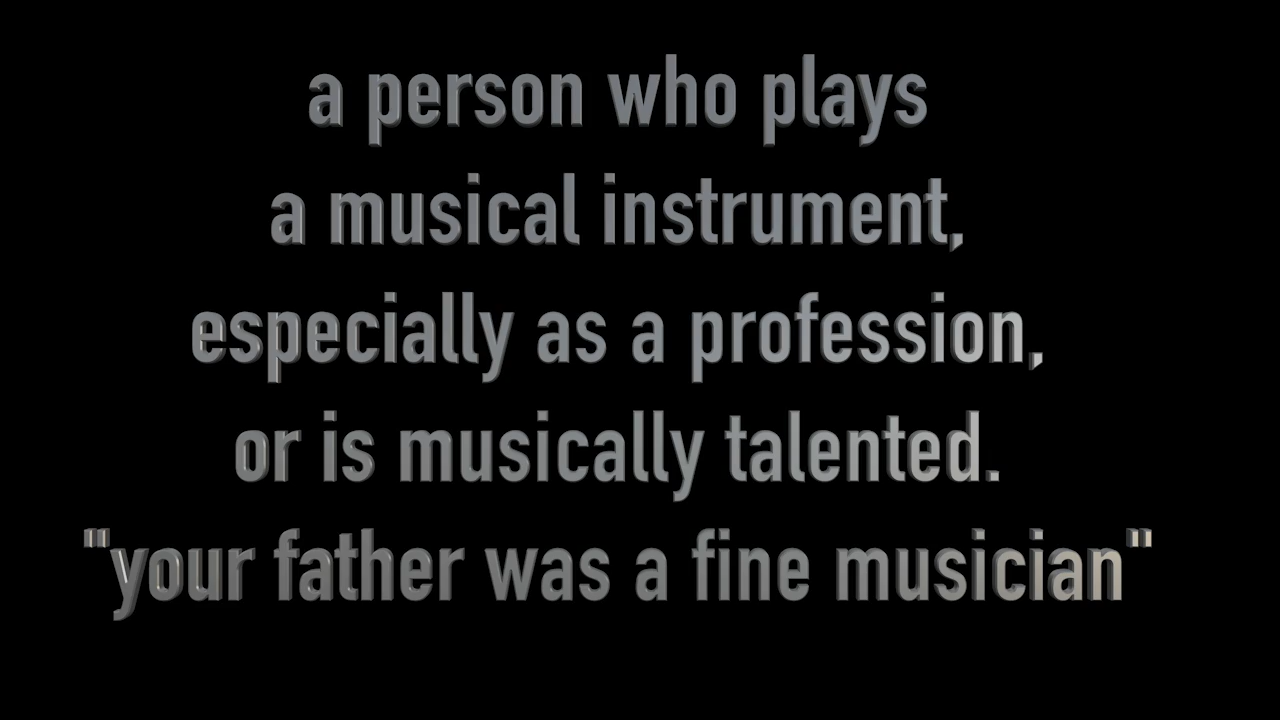 a person who plays
a musical instrument,
especially as a profession,
or is musically talented.
"your father was a fine musician"